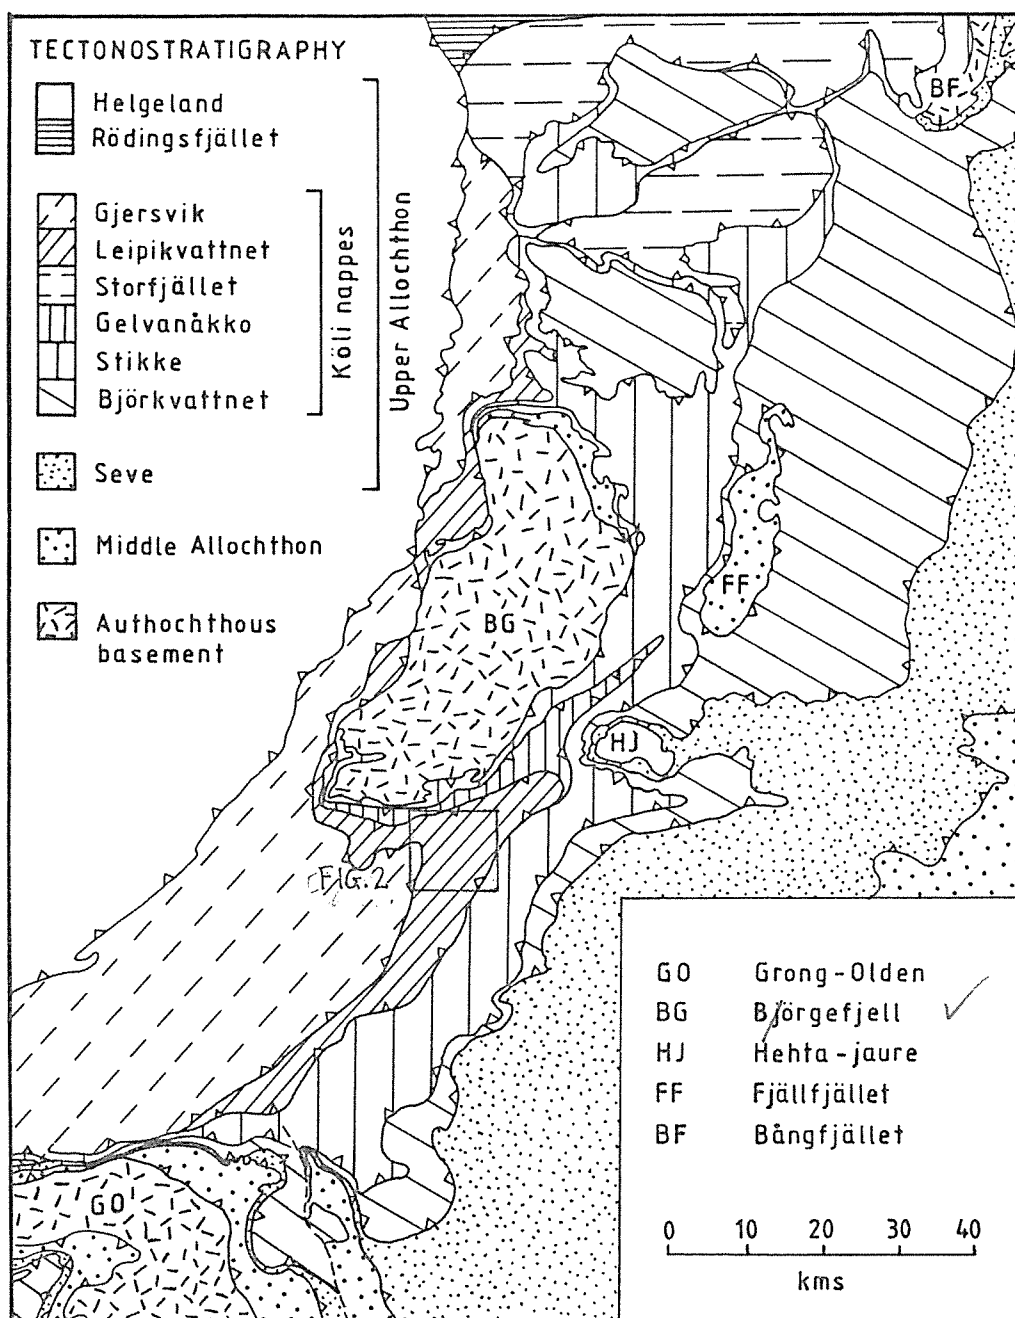 TECTONOSTRATIGRAPHY
Helgeland
Rödingsfjället
Gjersvik
Leipikvattnet
Storfjället
Gelvanåkko
Stikke
Björkvattnet
Köli nappes
Upper Allochthon
Seve
Middle Allochthon
Authochthous
basement
BF
BG
FF
HJ
FIG. 2
GO
GO Grong-Olden
BG Björgefjell
HJ Hehta-jaure
FF Fjällfjället
BF Bångfjället
0 10 20 30 40
kms